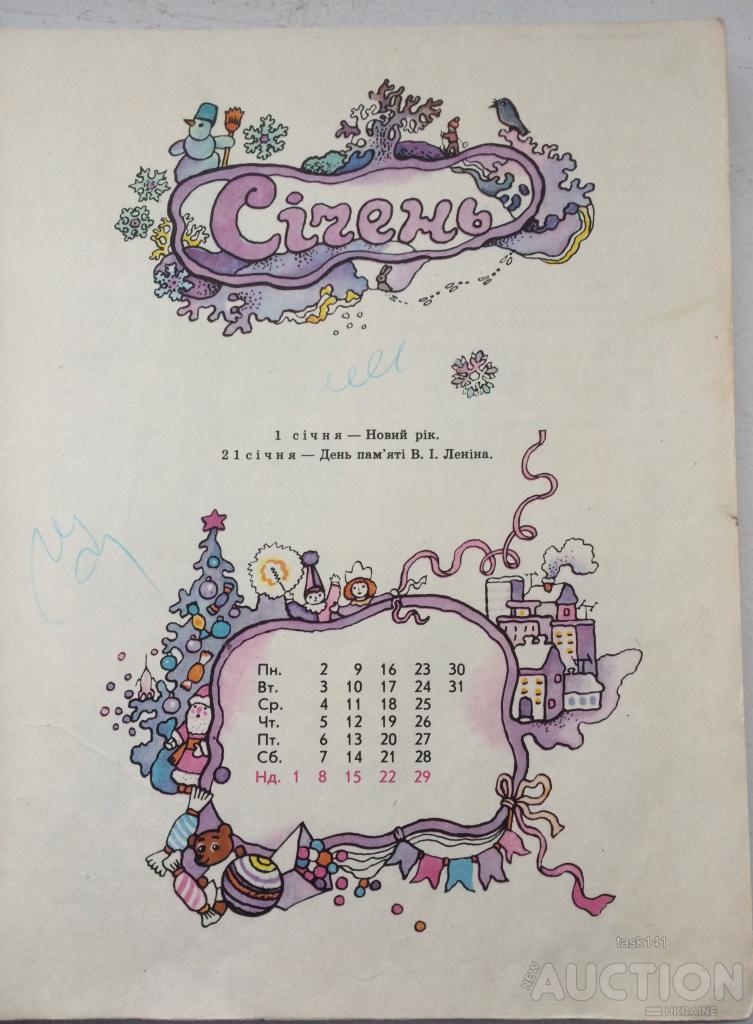 Січень
1 січня — Новий рік.
21 січня — День пам'яті В. І. Леніна.
Пн. 2 9 16 23 30
Вт. 3 10 17 24 31
Ср. 4 11 18 25
Чт. 5 12 19 26
Пт. 6 13 20 27
Сб. 7 14 21 28
Нд. 1 8 15 22 29
task141
NEW AUCTION
UKRAINE